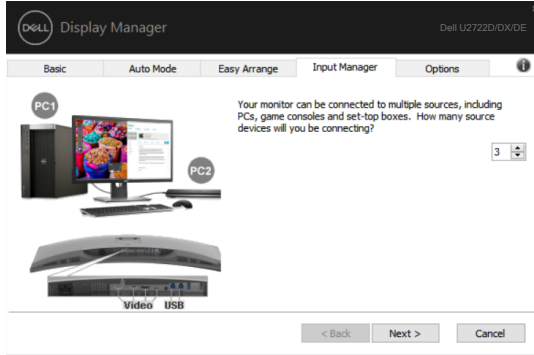 DELL Display Manager
Dell U2722D/DX/DE
Basic Auto Mode Easy Arrange Input Manager Options
PC1
PC2
Video USB
Your monitor can be connected to multiple sources, including
PCs, game consoles and set-top boxes. How many source
devices will you be connecting?
3
< Back Next > Cancel